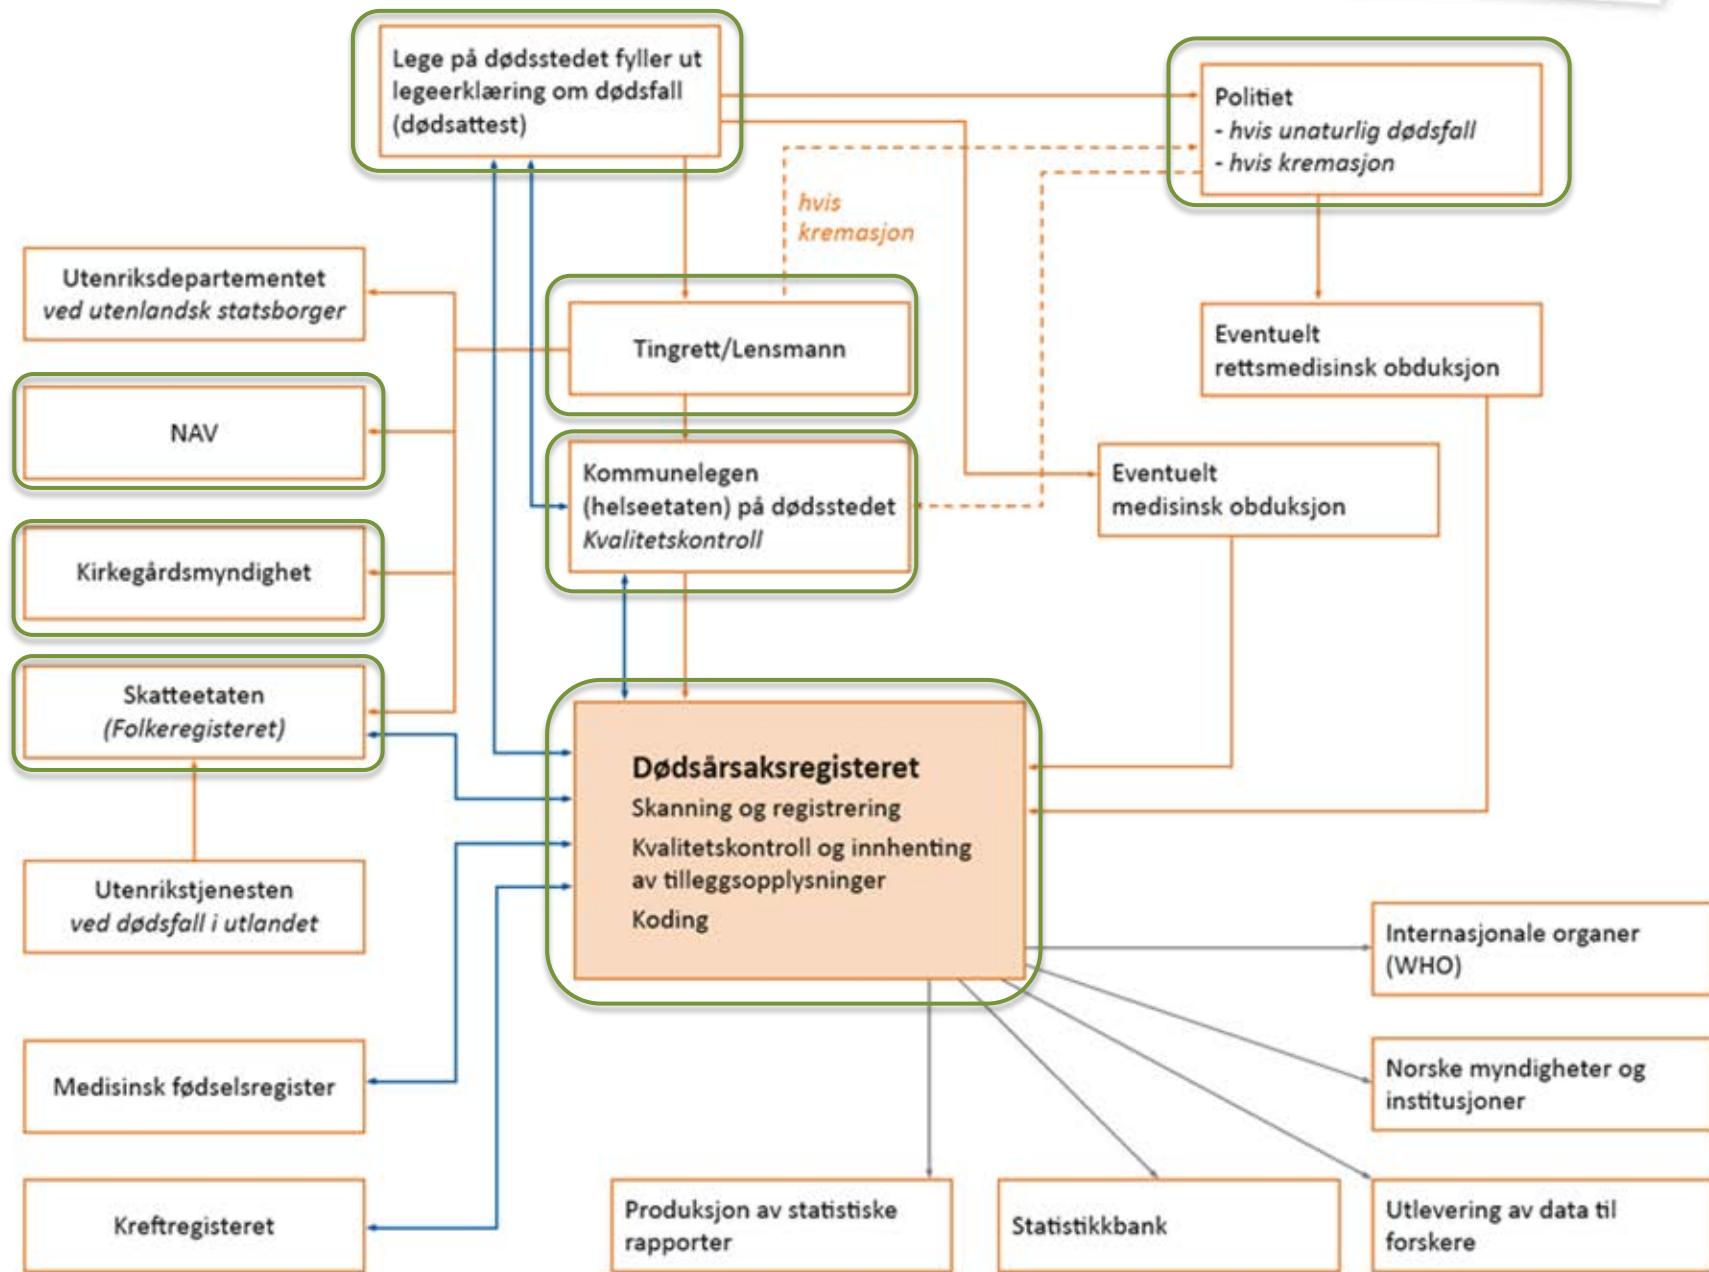 Lege på dødsstedet fyller ut
legeerklæring om dødsfall
(dødsattest)
Politiet
- hvis unaturlig dødsfall
- hvis kremasjon
hvis
kremasjon
Utenriksdepartementet
ved utenlandsk statsborger
Tingrett/Lensmann
Eventuelt
rettsmedisinsk obduksjon
NAV
Kommunelegen
(helseetaten) på dødsstedet
Kvalitetskontroll
Eventuelt
medisinsk obduksjon
Kirkegårdsmyndighet
Skatteetaten
(Folkeregisteret)
Dødsårsaksregisteret
Skanning og registrering
Kvalitetskontroll og innhenting
av tilleggsopplysninger
Koding
Utenrikstjenesten
ved dødsfall i utlandet
Internasjonale organer
(WHO)
Medisinsk fødselsregister
Norske myndigheter og
institusjoner
Kreftregisteret
Produksjon av statistiske
rapporter
Statistikkbank
Utlevering av data til
forskere